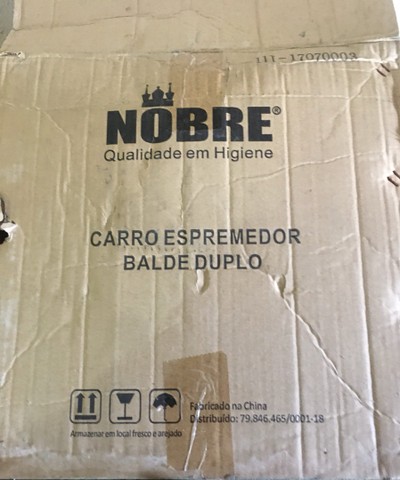 111-17070003
NOBRE®
Qualidade em Higiene
CARRO ESPREMEDOR
BALDE DUPLO
Fabricado na China
Distribuído: 79.846.465/0001-18
Armazenar em local fresco e arejado